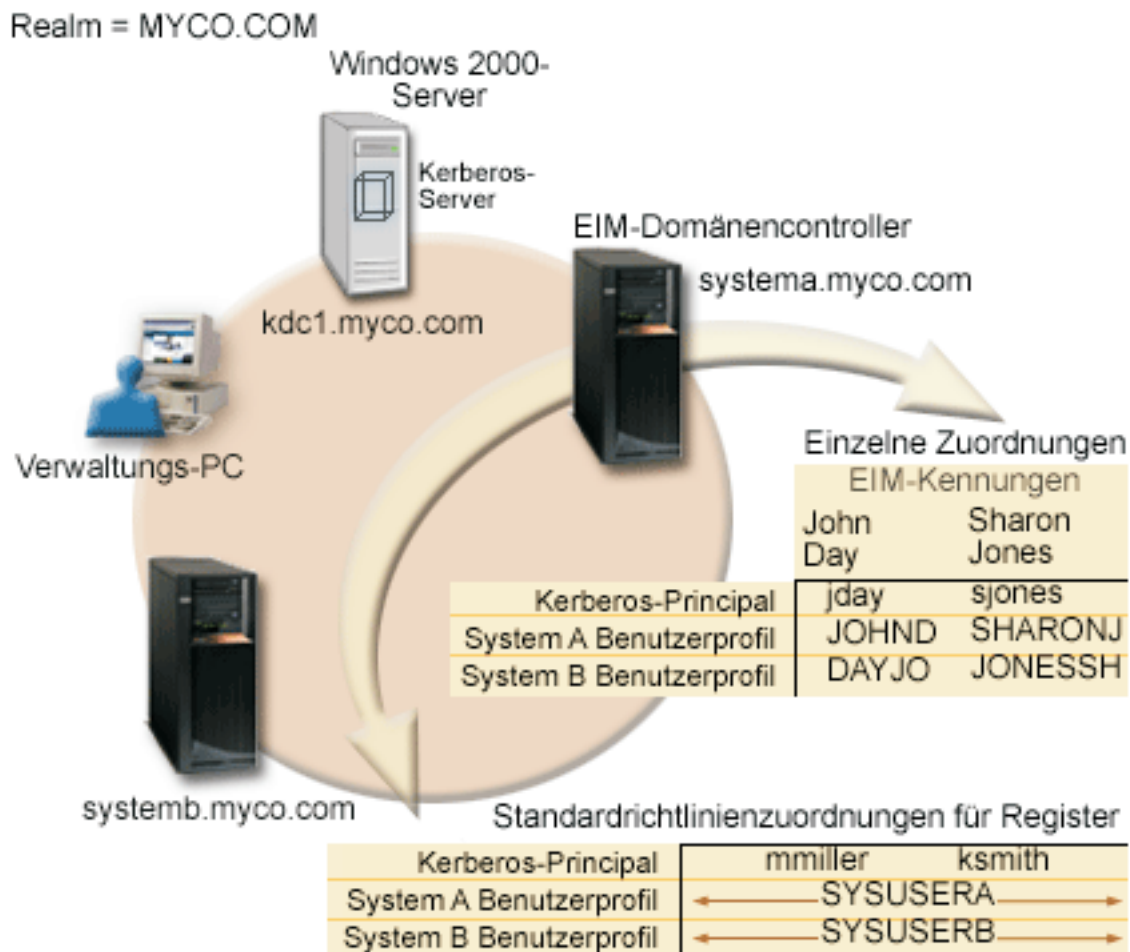 Realm = MYCO.COM
Windows 2000-
Server
Kerberos-
Server
EIM-Domänencontroller
systema.myco.com
kdc1.myco.com
Verwaltungs-PC
Einzelne Zuordnungen
EIM-Kennungen
John Sharon
Day Jones
Kerberos-Principal jday sjones
System A Benutzerprofil JOHND SHARONJ
System B Benutzerprofil DAYJO JONESSH
systemb.myco.com
Standardrichtlinienzuordnungen für Register
Kerberos-Principal mmiller ksmith
System A Benutzerprofil SYSUSERA
System B Benutzerprofil SYSUSERB